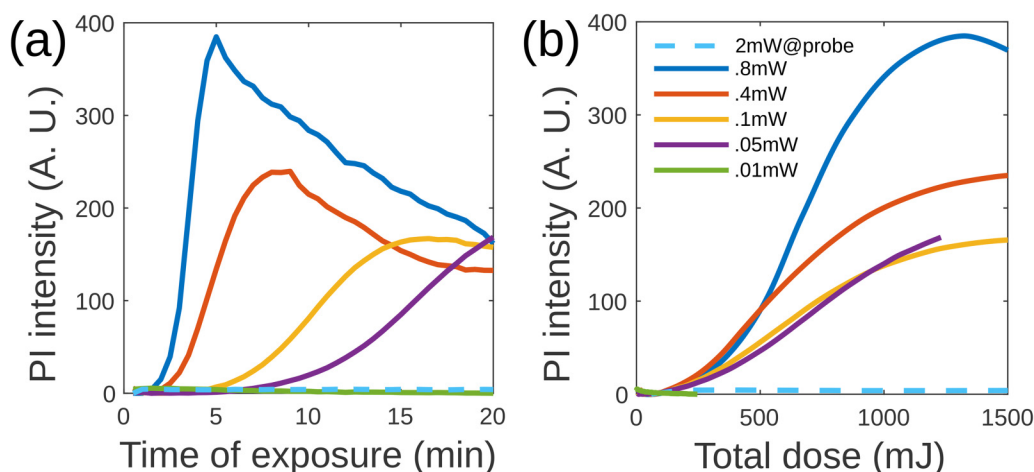 (a)
PI intensity (A. U.)
400
300
200
100
0
0
5
10
15
20
Time of exposure (min)
(b)
PI intensity (A. U.)
400
300
200
100
0
2mW@probe
.8mW
.4mW
.1mW
.05mW
.01mW
0
500
1000
1500
Total dose (mJ)